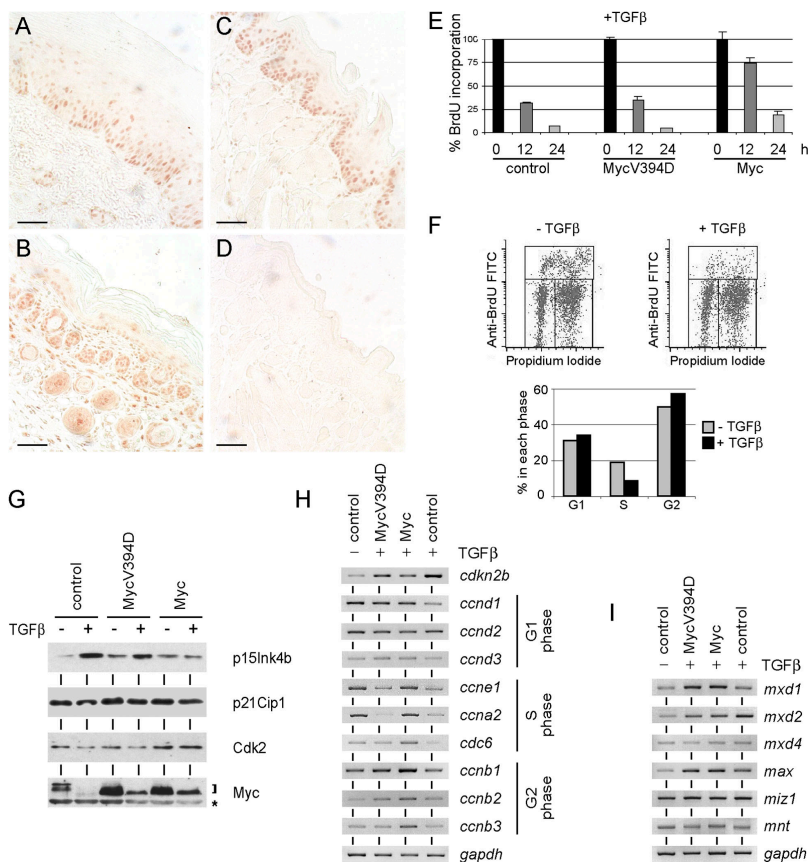 A
C
B
D
E
+TGFβ
% BrdU incorporation
100
75
50
25
0
0 12 24 0 12 24 0 12 24 h
control MycV394D Myc
F
- TGFβ + TGFβ
Anti-BrdU FITC
Propidium Iodide
Anti-BrdU FITC
Propidium Iodide
% in each phase
60
40
20
0
G1 S G2
- TGFβ
+ TGFβ
G
control MycV394D Myc
TGFβ - + - + - +
p15Ink4b
p21Cip1
Cdk2
Myc
*
H
control MycV394D Myc control
− + + + TGFβ
cdkn2b
ccnd1
ccnd2
ccnd3
G1 phase
ccne1
ccna2
cdc6
S phase
ccnb1
ccnb2
ccnb3
G2 phase
gapdh
I
control MycV394D Myc control
− + + + TGFβ
mxd1
mxd2
mxd4
max
miz1
mnt
gapdh